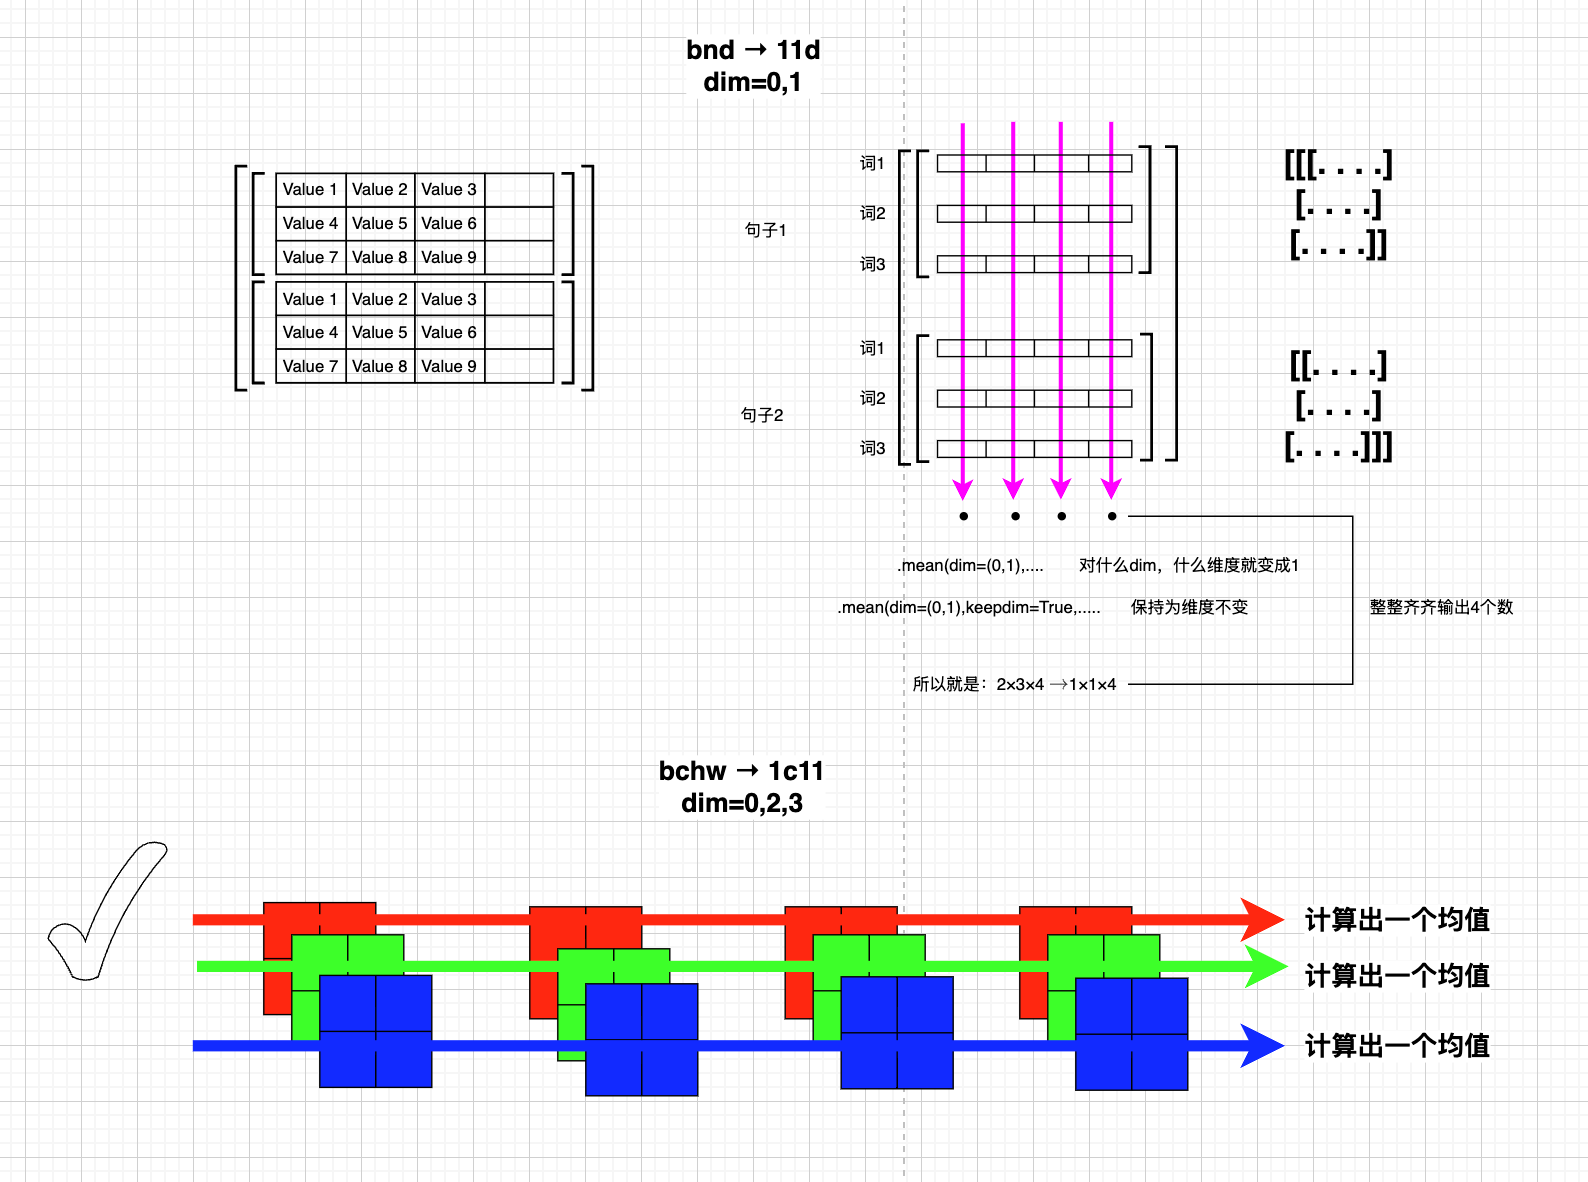 bnd → 11d
dim=0,1
Value 1 Value 2 Value 3
Value 4 Value 5 Value 6
Value 7 Value 8 Value 9
Value 1 Value 2 Value 3
Value 4 Value 5 Value 6
Value 7 Value 8 Value 9
句子1
词1
词2
词3
句子2
词1
词2
词3
[[[. . . .]
[. . . .]
[. . . .]]
[[. . . .]
[. . . .]
[. . . .]]]
.mean(dim=(0,1),.... 对什么dim，什么维度就变成1
.mean(dim=(0,1),keepdim=True,..... 保持为维度不变
整整齐齐输出4个数
所以就是：2×3×4 →1×1×4
bchw → 1c11
dim=0,2,3
计算出一个均值
计算出一个均值
计算出一个均值